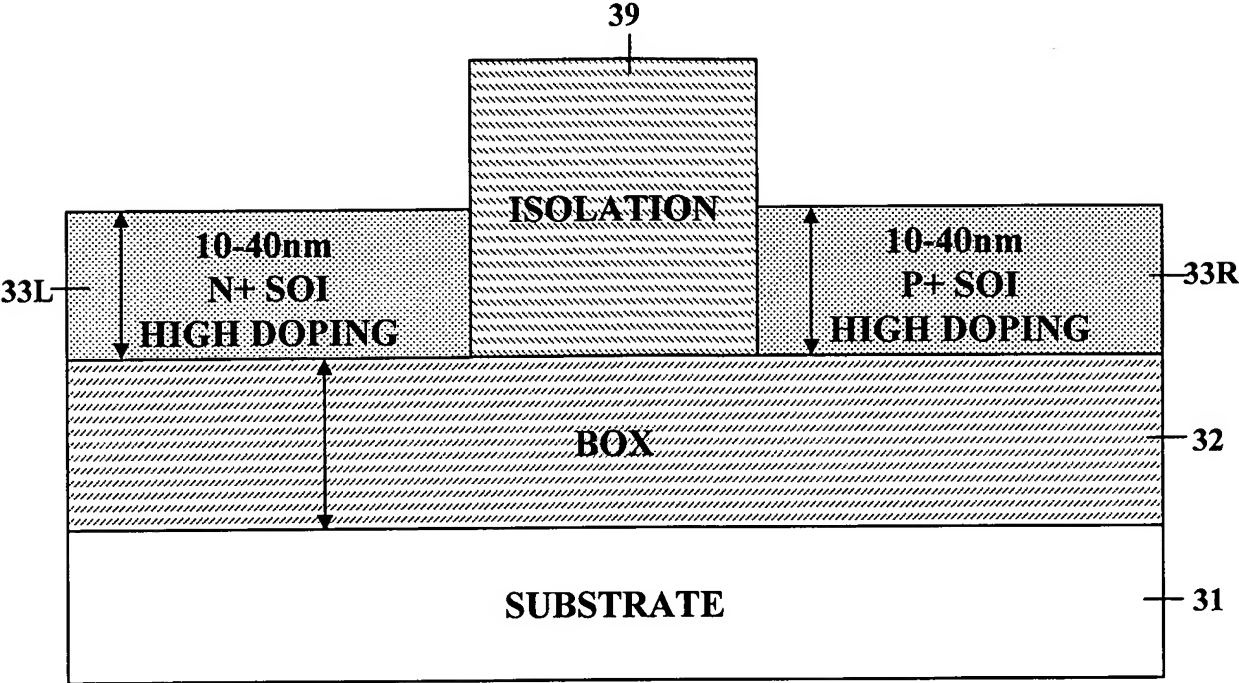 39
ISOLATION
10-40nm
N+ SOI
HIGH DOPING
33L
10-40nm
P+ SOI
HIGH DOPING
33R
BOX
32
SUBSTRATE
31